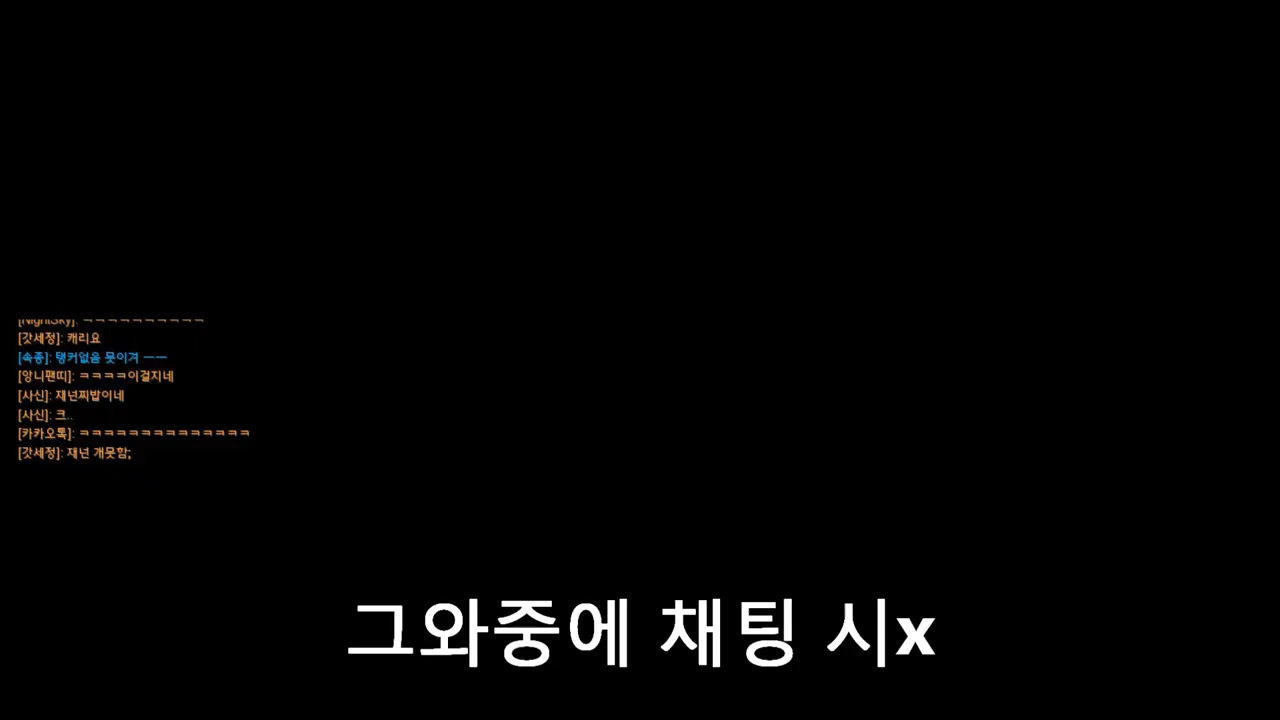 [NightSky]: ㅋㅋㅋㅋㅋㅋㅋㅋㅋㅋ
[갓세정]: 캐리요
[속종]: 탱커없음 못이겨 ㅡㅡ
[앙니팬띠]: ㅋㅋㅋㅋ이걸지네
[사신]: 재넌찌밥이네
[사신]: 크..
[카카오톡]: ㅋㅋㅋㅋㅋㅋㅋㅋㅋㅋㅋㅋㅋㅋ
[갓세정]: 재넌 개못함;
그와중에 채팅 시x